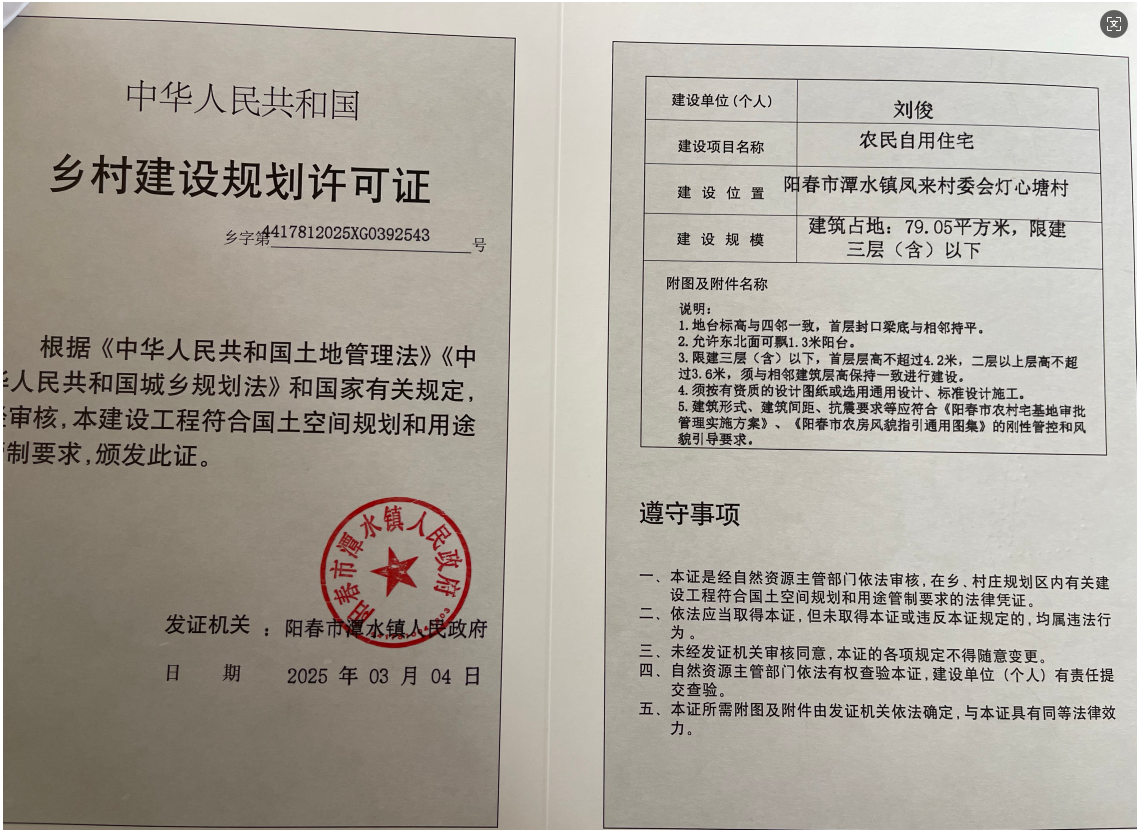 中华人民共和国
乡村建设规划许可证
乡字第4417812025XG0392543号
根据《中华人民共和国土地管理法》《中
人民共和国城乡规划法》和国家有关规定,
审核,本建设工程符合国土空间规划和用途
制要求,颁发此证。
阳春市潭水镇人民政府
发证机关 : 阳春市潭水镇人民政府
日 期 2025 年 03 月 04 日
建设单位(个人) 刘俊
建设项目名称 农民自用住宅
建设位置 阳春市潭水镇凤来村委会灯心塘村
建设规模 建筑占地: 79.05平方米, 限建
三层 (含) 以下
附图及附件名称
说明:
1. 地台标高与四邻一致, 首层封口梁底与相邻持平。
2. 允许东北面可飘1.3米阳台。
3. 限建三层 (含) 以下, 首层层高不超过4.2米, 二层以上层高不超
过3.6米, 须与相邻建筑层高保持一致进行建设。
4. 须按有资质的设计图纸或选用通用设计、标准设计施工。
5. 建筑形式、建筑间距、抗震要求等应符合《阳春市农村宅基地审批
管理实施方案》、《阳春市农房风貌指引通用图集》的刚性管控和风
貌引导要求。
遵守事项
一、本证是经自然资源主管部门依法审核, 在乡、村庄规划区内有关建
设工程符合国土空间规划和用途管制要求的法律凭证。
二、依法应当取得本证, 但未取得本证或违反本证规定的, 均属违法行
为。
三、未经发证机关审核同意, 本证的各项规定不得随意变更。
四、自然资源主管部门依法有权查验本证, 建设单位 (个人) 有责任提
交查验。
五、本证所需附图及附件由发证机关依法确定, 与本证具有同等法律效
力。